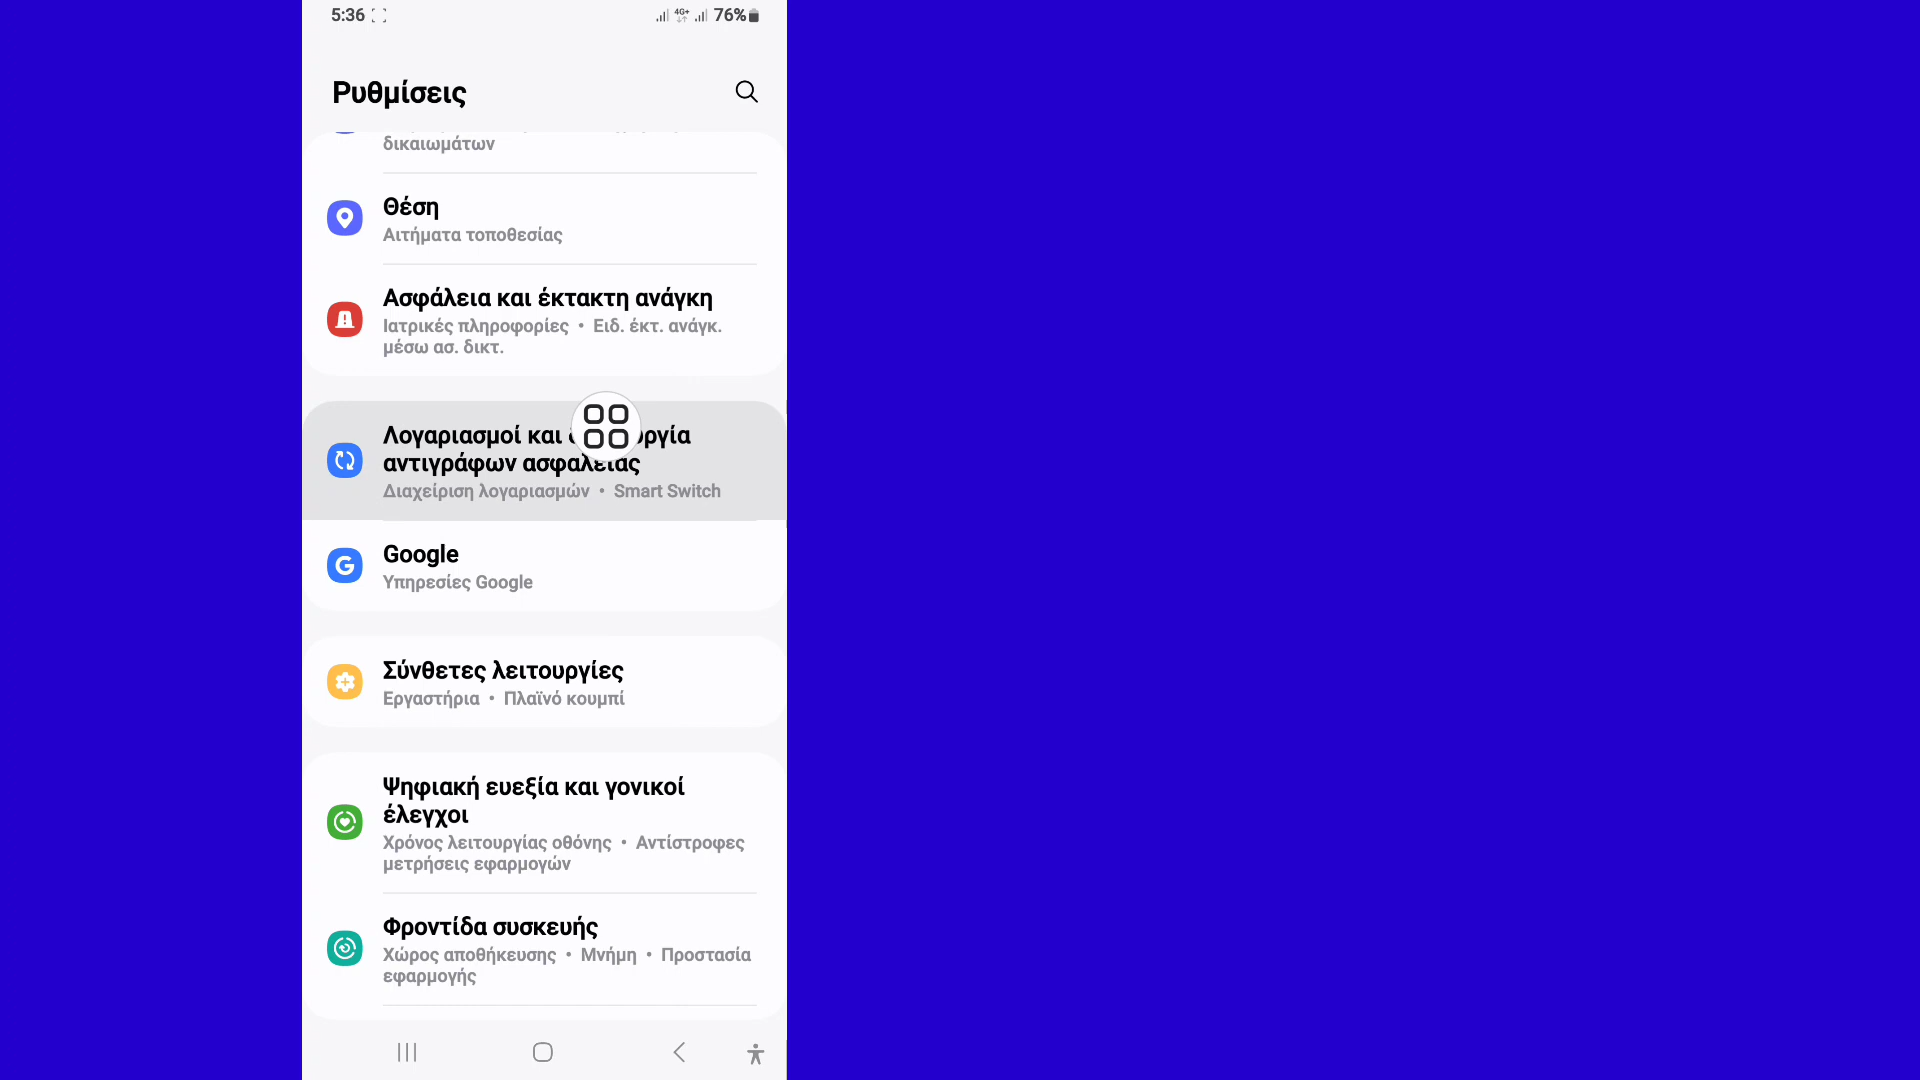 5:36
4G+
76%
Ρυθμίσεις
δικαιωμάτων
Θέση
Αιτήματα τοποθεσίας
Ασφάλεια και έκτακτη ανάγκη
Ιατρικές πληροφορίες • Ειδ. έκτ. ανάγκ.
μέσω ασ. δικτ.
Λογαριασμοί και
αντιγράφων ασφαλείας
Διαχείριση λογαριασμών • Smart Switch
Google
Υπηρεσίες Google
Σύνθετες λειτουργίες
Εργαστήρια • Πλαϊνό κουμπί
Ψηφιακή ευεξία και γονικοί
έλεγχοι
Χρόνος λειτουργίας οθόνης • Αντίστροφες
μετρήσεις εφαρμογών
Φροντίδα συσκευής
Χώρος αποθήκευσης • Μνήμη • Προστασία
εφαρμογής